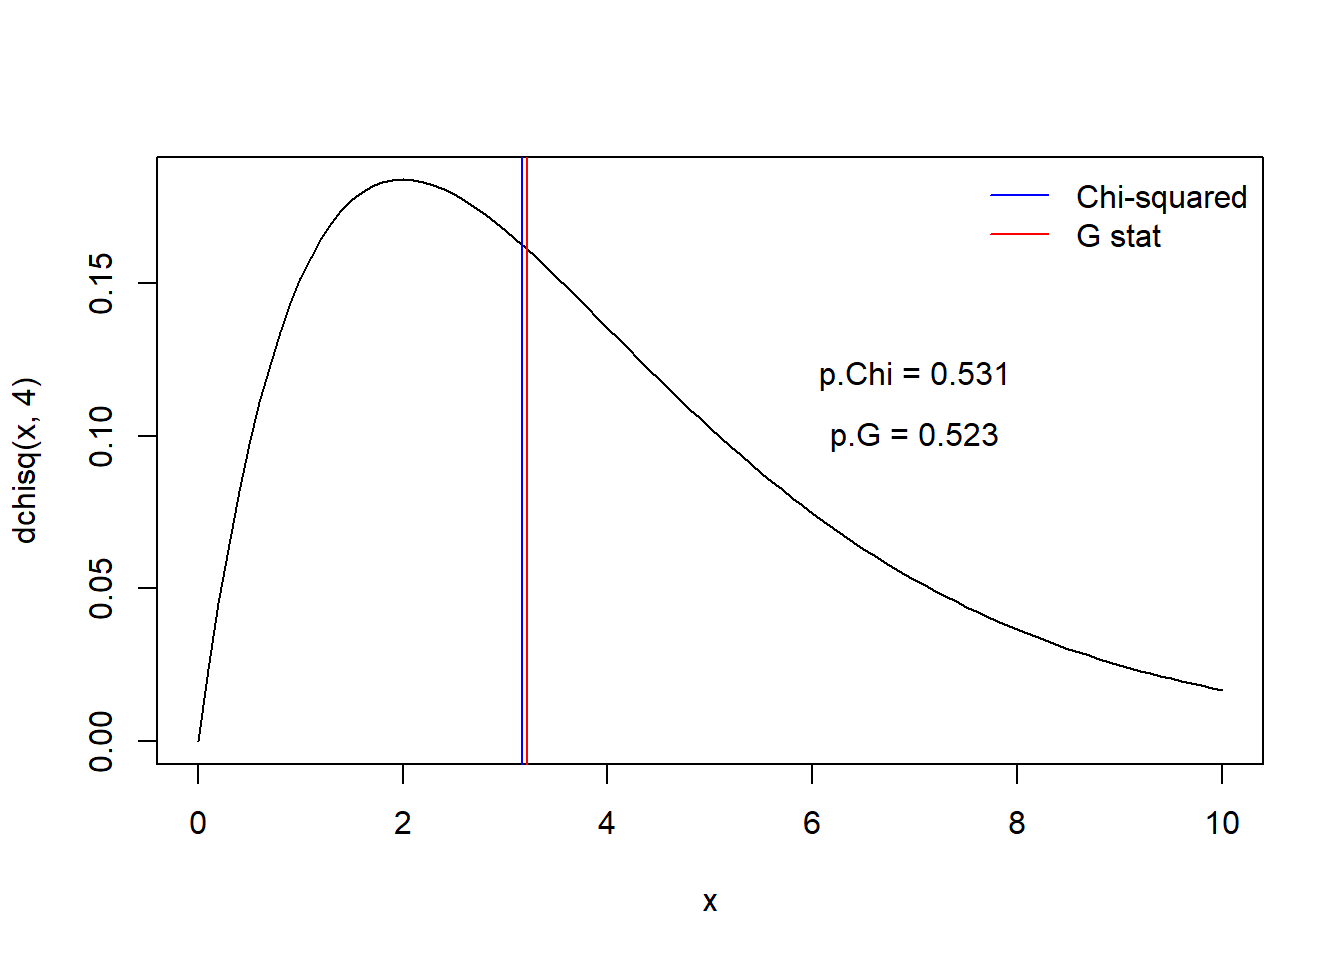 Chi-squared
G stat
p.Chi = 0.531
p.G = 0.523
dchisq(x, 4)
0.15
0.10
0.05
0.00
0 2 4 6 8 10
x